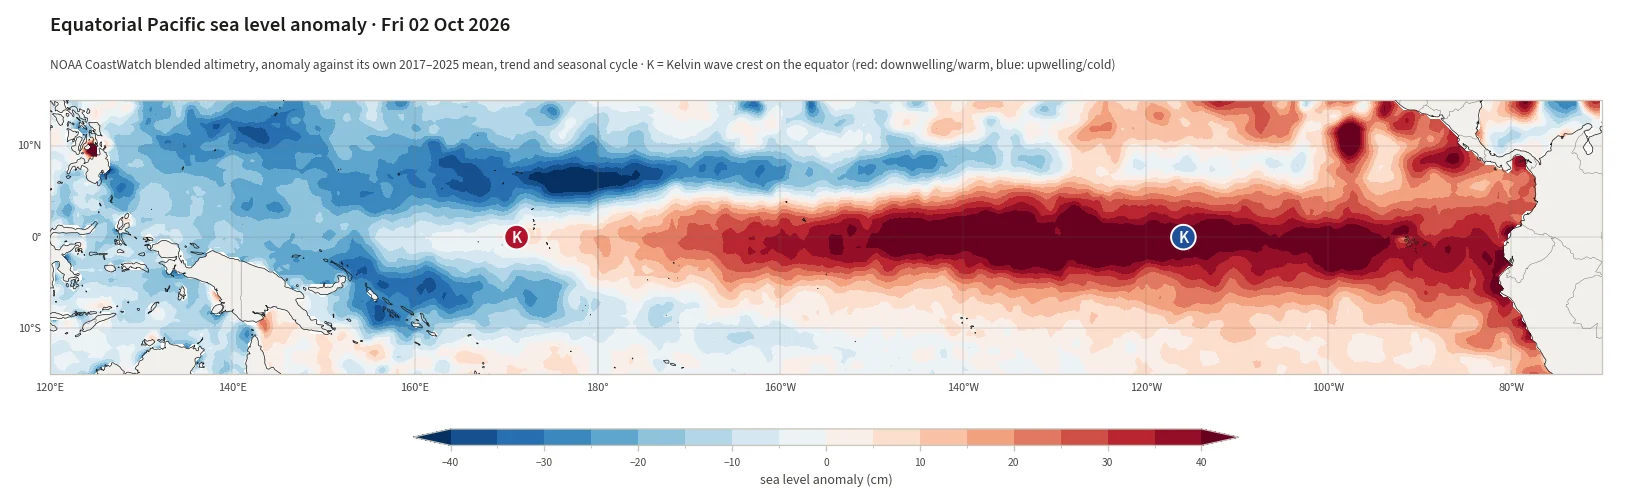 Equatorial Pacific sea level anomaly · Fri 02 Oct 2026
NOAA CoastWatch blended altimetry, anomaly against its own 2017–2025 mean, trend and seasonal cycle · K = Kelvin wave crest on the equator (red: downwelling/warm, blue: upwelling/cold)
10°N
0°
K K
10°S
120°E 140°E 160°E 180° 160°W 140°W 120°W 100°W 80°W
−40 −30 −20 −10 0 10 20 30 40
sea level anomaly (cm)